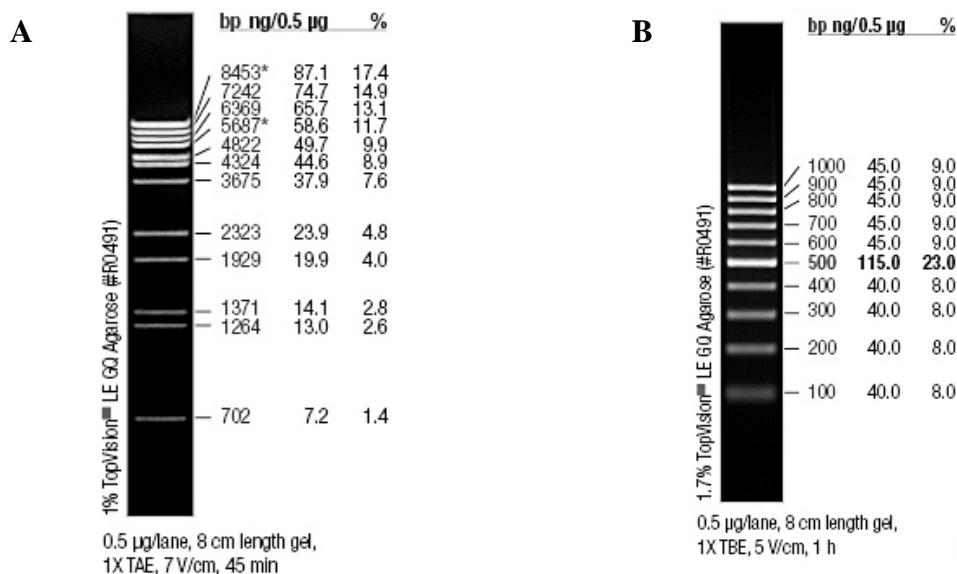 A
bp ng/0.5 µg %
8453* 87.1 17.4
7242 74.7 14.9
6369 65.7 13.1
5687* 58.6 11.7
4822 49.7 9.9
4324 44.6 8.9
3675 37.9 7.6
2323 23.9 4.8
1929 19.9 4.0
1371 14.1 2.8
1264 13.0 2.6
702 7.2 1.4
1% TopVision LE GQ Agarose (#R0491)
0.5 µg/lane, 8 cm length gel,
1X TAE, 7 V/cm, 45 min
B
bp ng/0.5 µg %
1000 45.0 9.0
900 45.0 9.0
800 45.0 9.0
700 45.0 9.0
600 45.0 9.0
500 115.0 23.0
400 40.0 8.0
300 40.0 8.0
200 40.0 8.0
100 40.0 8.0
1.7% TopVision LE GQ Agarose (#R0491)
0.5 µg/lane, 8 cm length gel,
1X TBE, 5 V/cm, 1 h